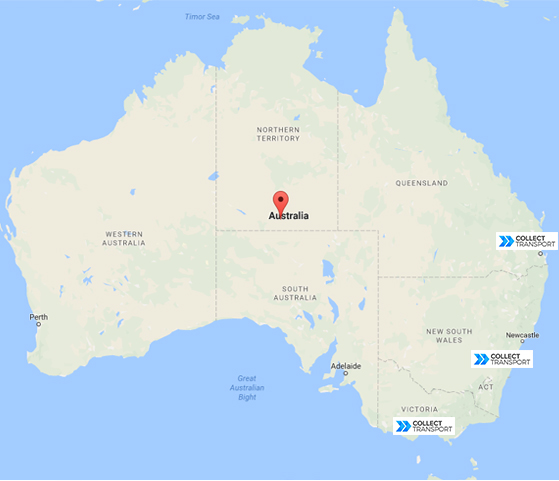 Timor Sea
NORTHERN
TERRITORY
QUEENSLAND
Australia
WESTERN
AUSTRALIA
COLLECT
TRANSPORT
SOUTH
AUSTRALIA
Perth
NEW SOUTH
WALES
Newcastle
COLLECT
TRANSPORT
Adelaide
Great
Australian
Bight
ACT
VICTORIA
COLLECT
TRANSPORT